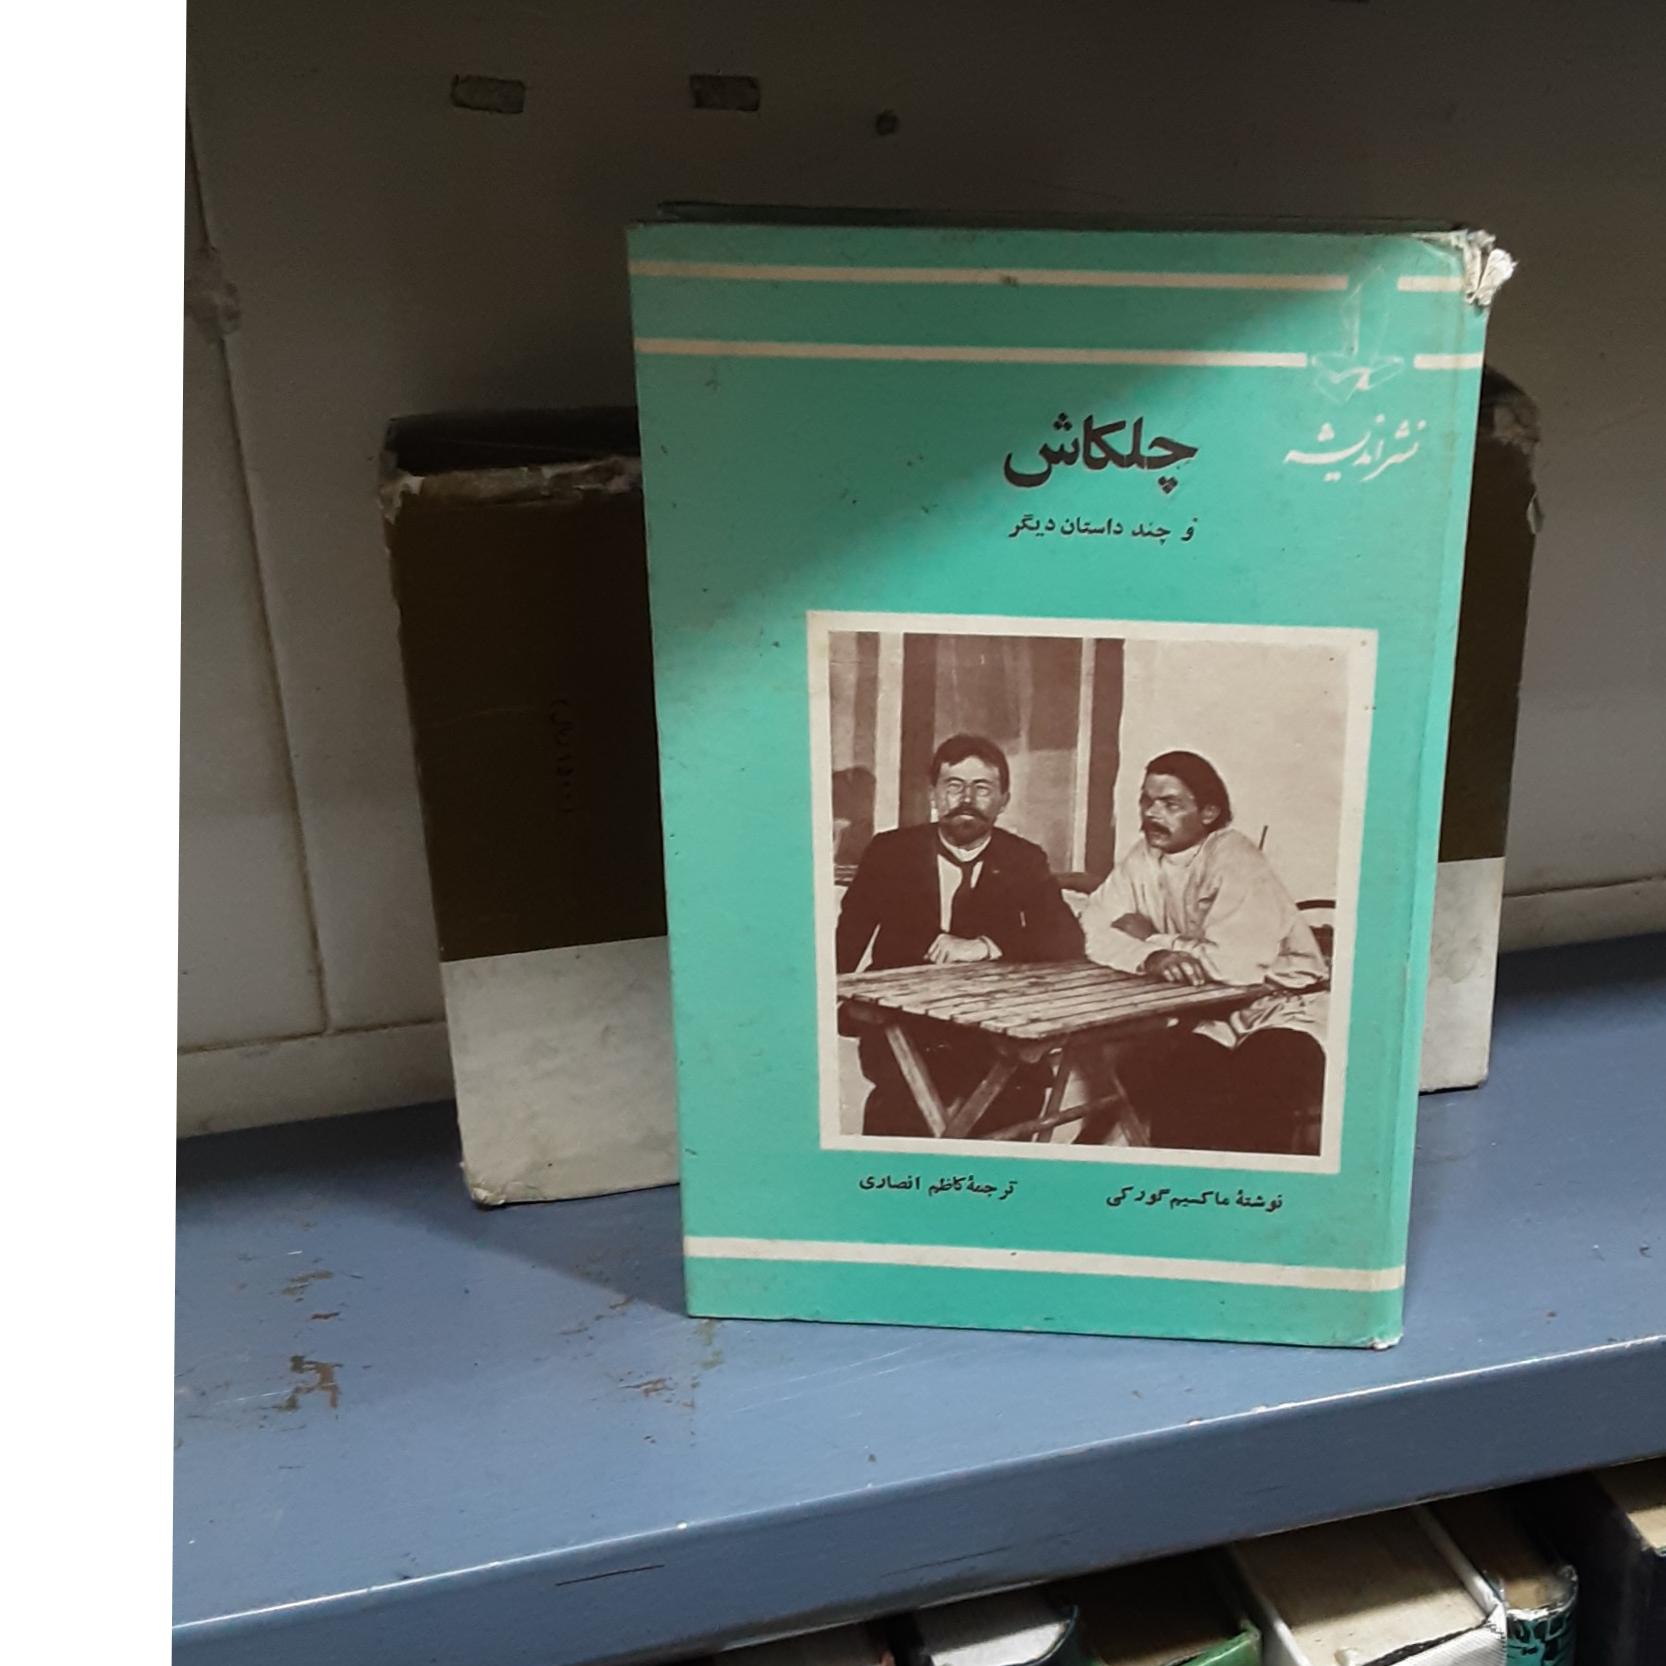 نشر اندیشه
چلکاش
و چند داستان دیگر
نوشتهٔ ماکسیم گورکی
ترجمهٔ کاظم انصاری